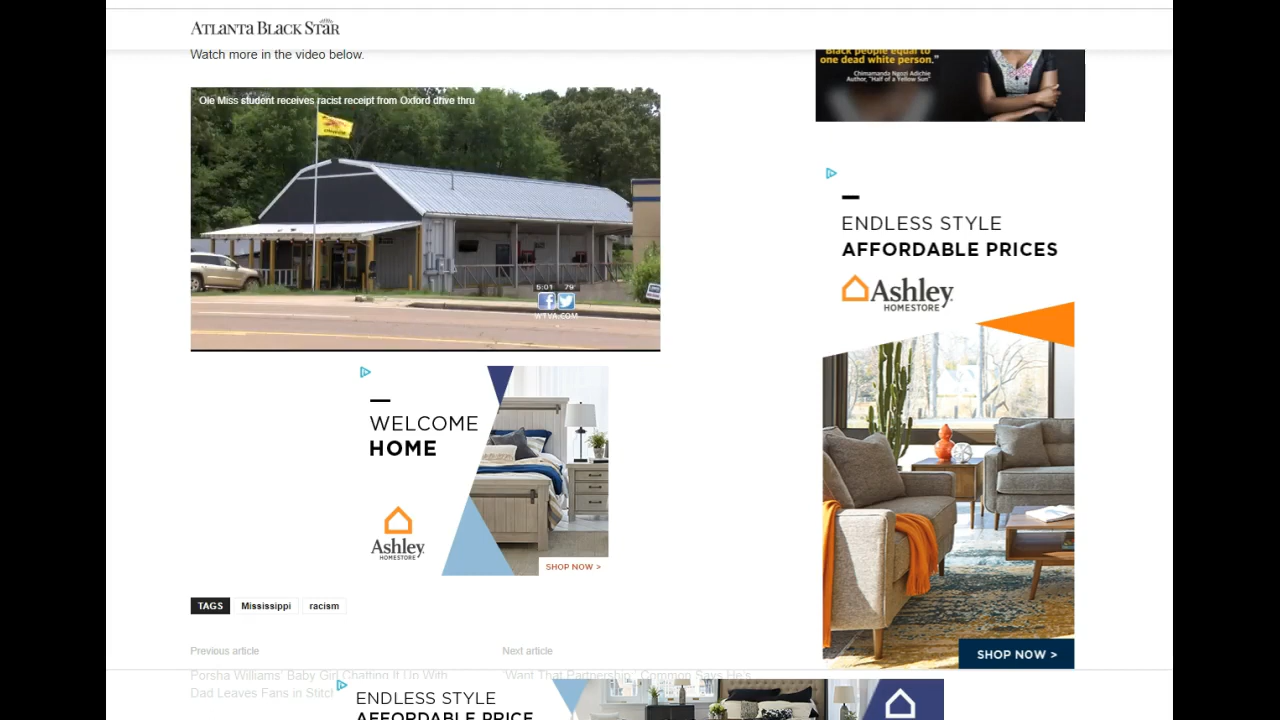 ATLANTA BLACK STAR
Watch more in the video below.
Black people equal to
one dead white person.”
Chimamanda Ngozi Adichie
Author, "Half of a Yellow Sun"
Ole Miss student receives racist receipt from Oxford drive thru
5:01 79°
WTVA.COM
ENDLESS STYLE
AFFORDABLE PRICES
Ashley
HOMESTORE
SHOP NOW >
WELCOME
HOME
Ashley
HOMESTORE
SHOP NOW >
TAGS Mississippi racism
Previous article
Porsha Williams' Baby Girl Chatting It Up With
Dad Leaves Fans in Stitch
Next article
"Want That Partnership" Common Says He's
ENDLESS STYLE
AFFORDABLE PRICE